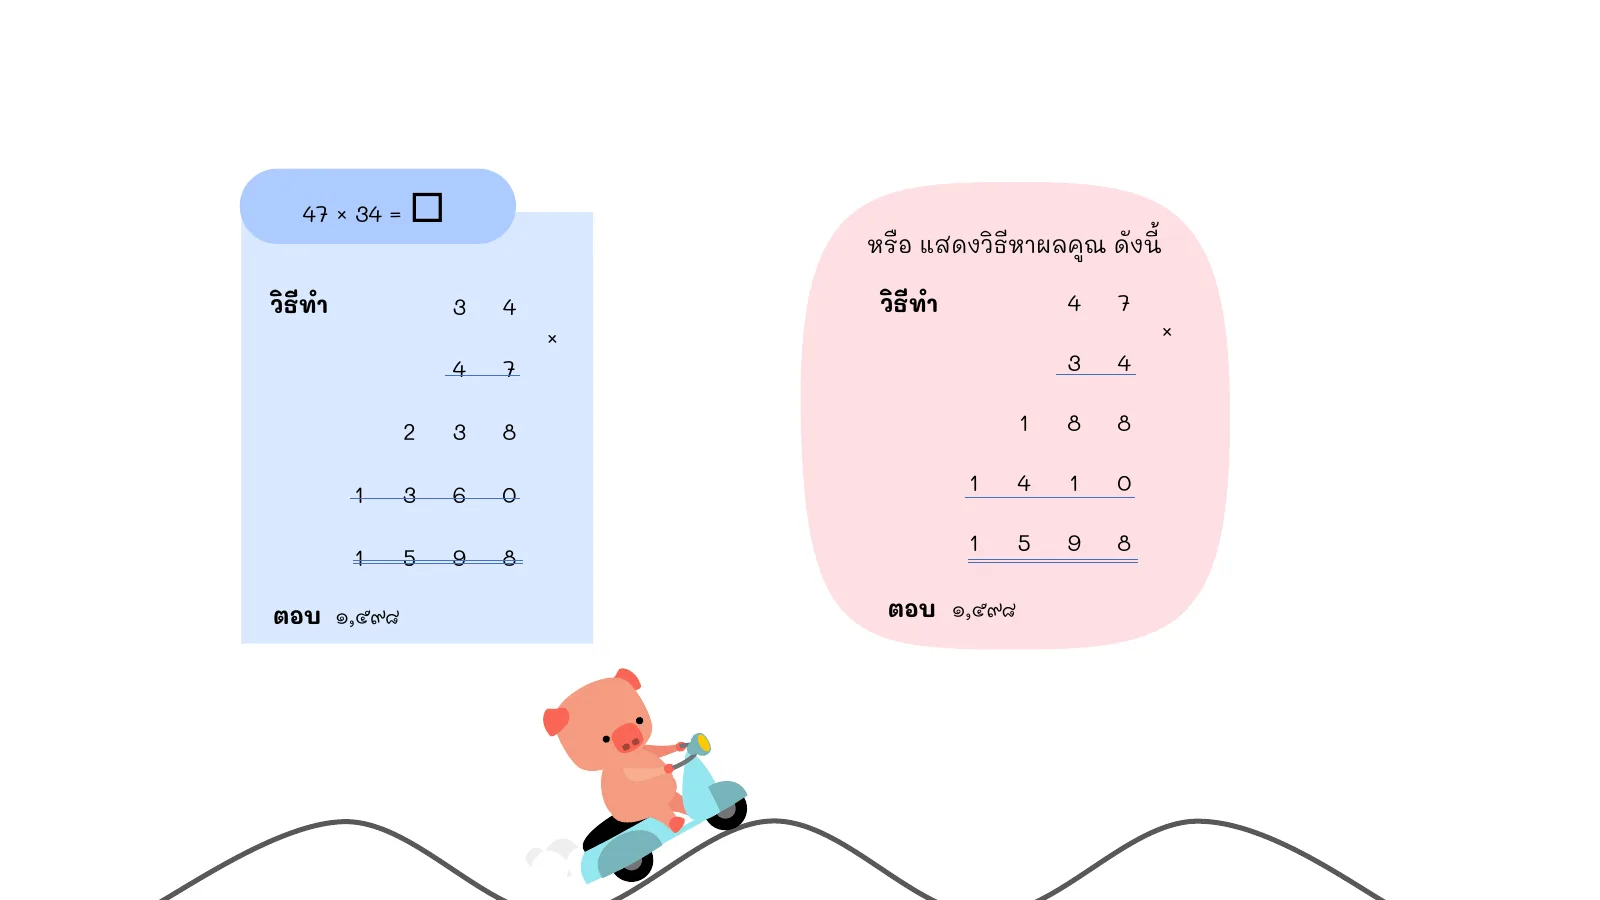 47 × 34 = □
วิธีทำ 3 4
×
4 7
2 3 8
1 3 6 0
1 5 9 8
ตอบ ๑,๕๙๘
หรือ แสดงวิธีหาผลคูณ ดังนี้
วิธีทำ 4 7
×
3 4
1 8 8
1 4 1 0
1 5 9 8
ตอบ ๑,๕๙๘